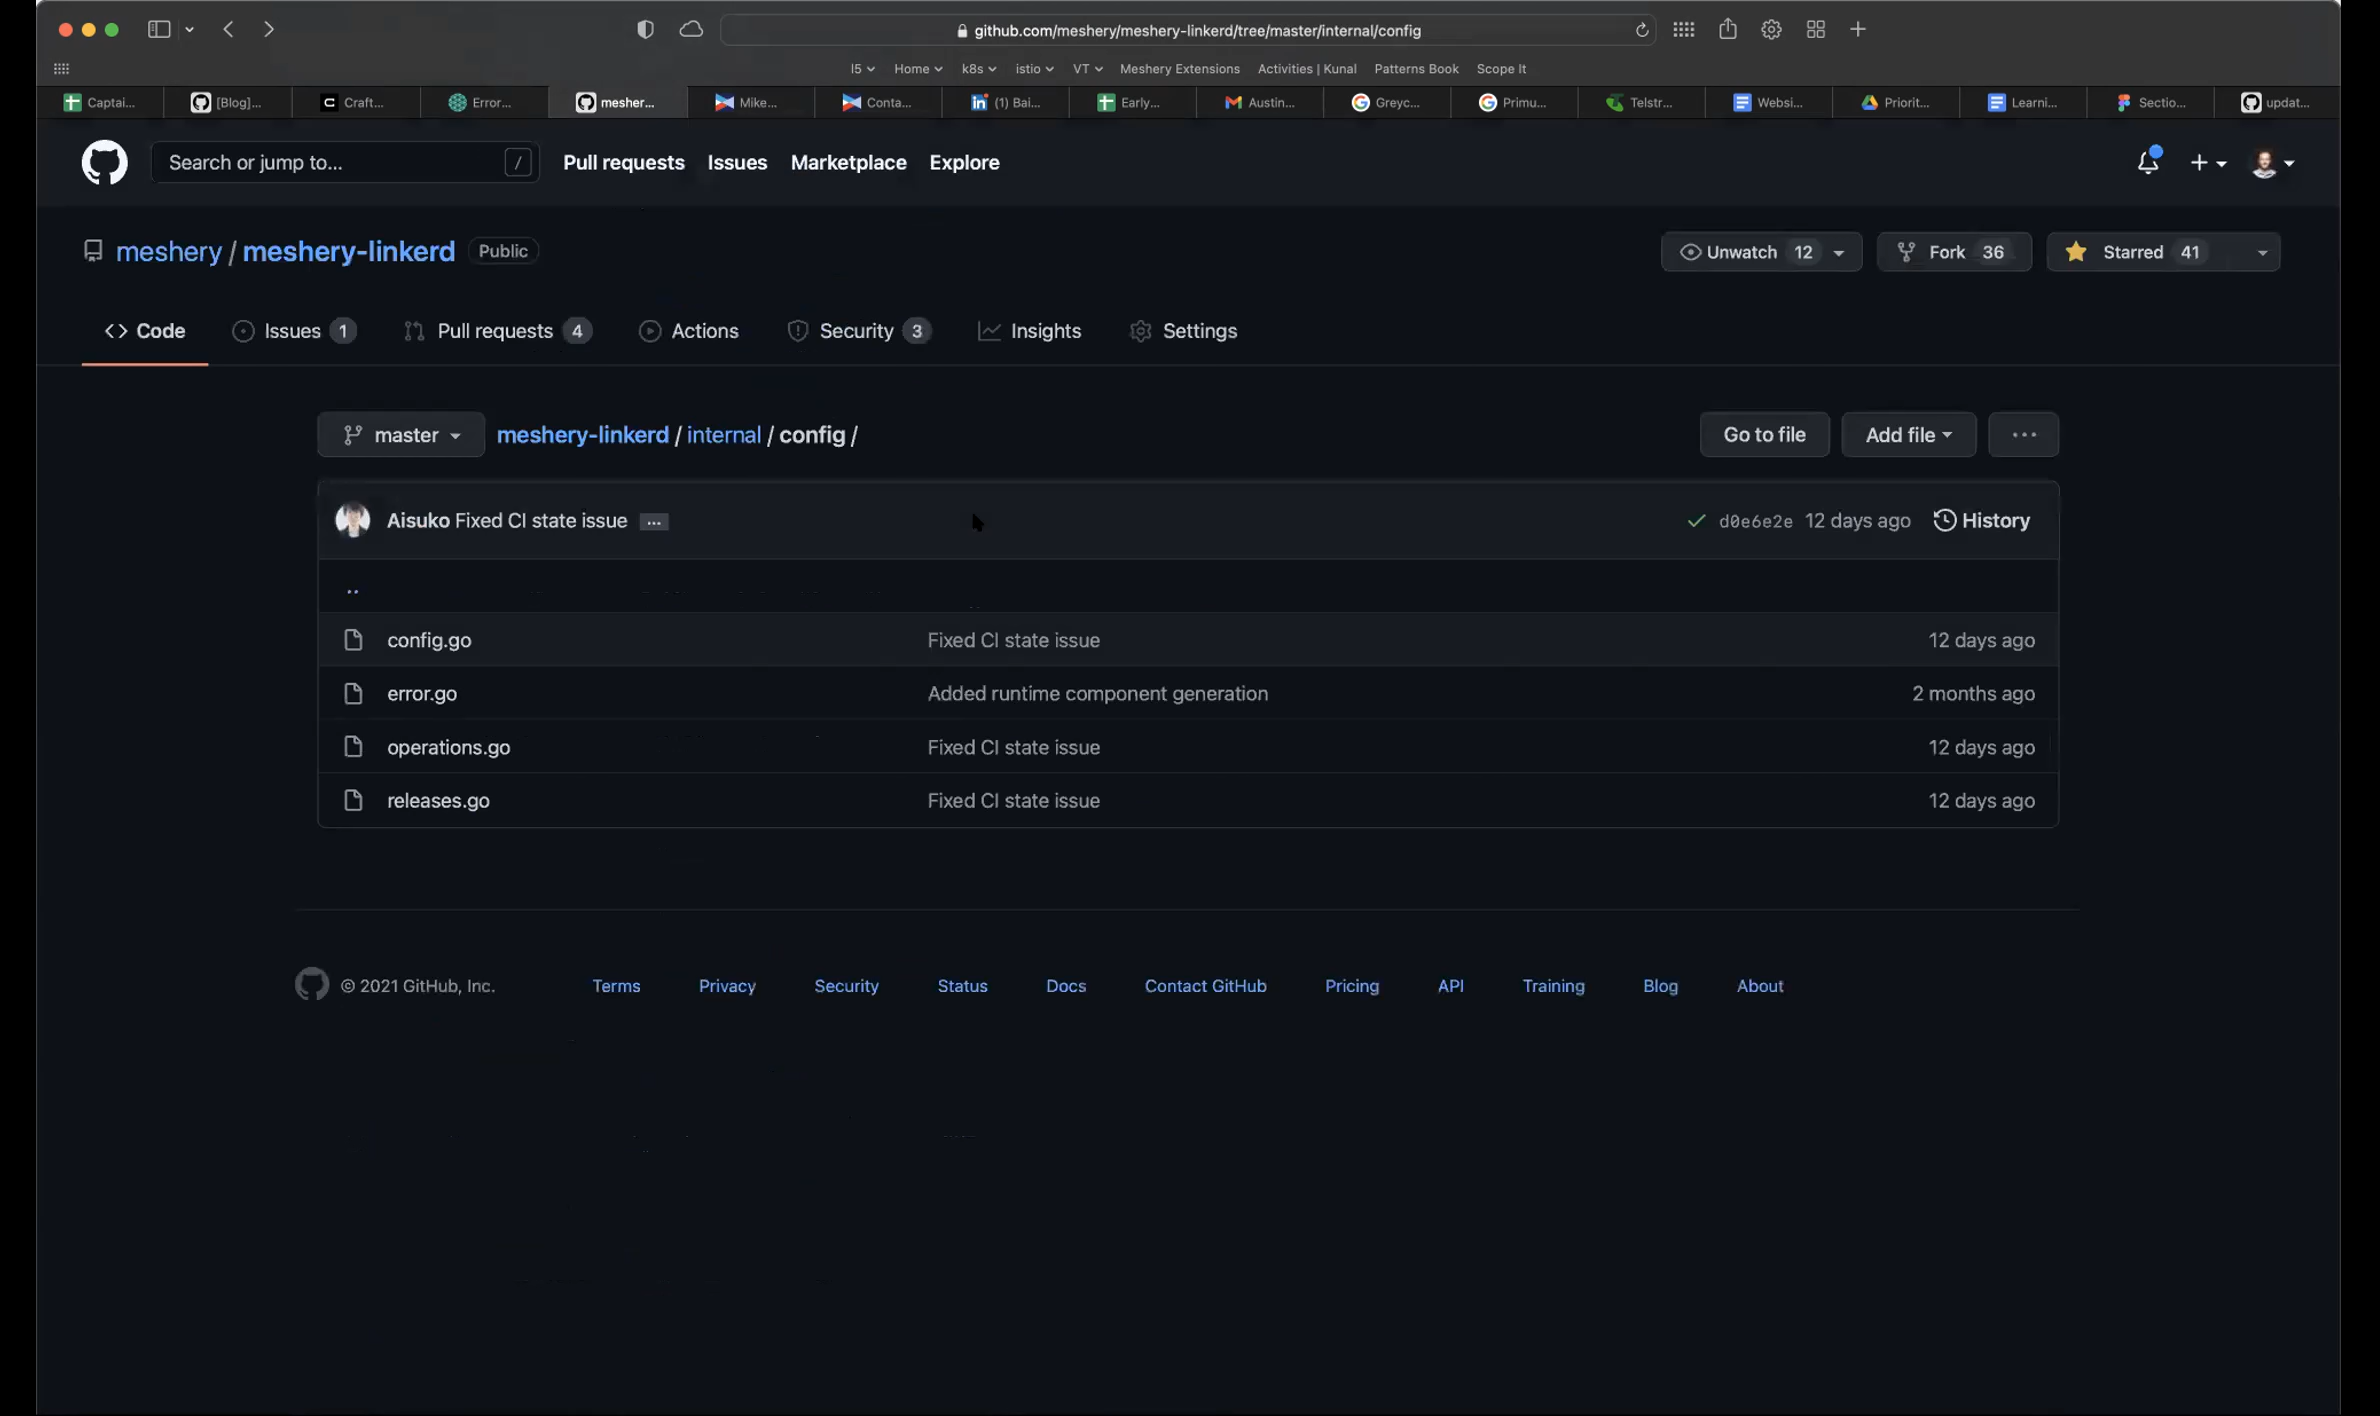 github.com/meshery/meshery-linkerd/tree/master/internal/config
l5 Home k8s istio VT Meshery Extensions Activities | Kunal Patterns Book Scope It
Captai... [Blog]... Craft... Error... mesher... Mike... Conta... (1) Bai... Early... Austin... Greyc... Primu... Telstr... Websi... Priorit... Learni... Sectio... updat...
Search or jump to... / Pull requests Issues Marketplace Explore
meshery / meshery-linkerd Public Unwatch 12 Fork 36 Starred 41
<> Code Issues 1 Pull requests 4 Actions Security 3 Insights Settings
master meshery-linkerd / internal / config / Go to file Add file ...
Aisuko Fixed CI state issue ... d0e6e2e 12 days ago History
..
config.go Fixed CI state issue 12 days ago
error.go Added runtime component generation 2 months ago
operations.go Fixed CI state issue 12 days ago
releases.go Fixed CI state issue 12 days ago
© 2021 GitHub, Inc. Terms Privacy Security Status Docs Contact GitHub Pricing API Training Blog About